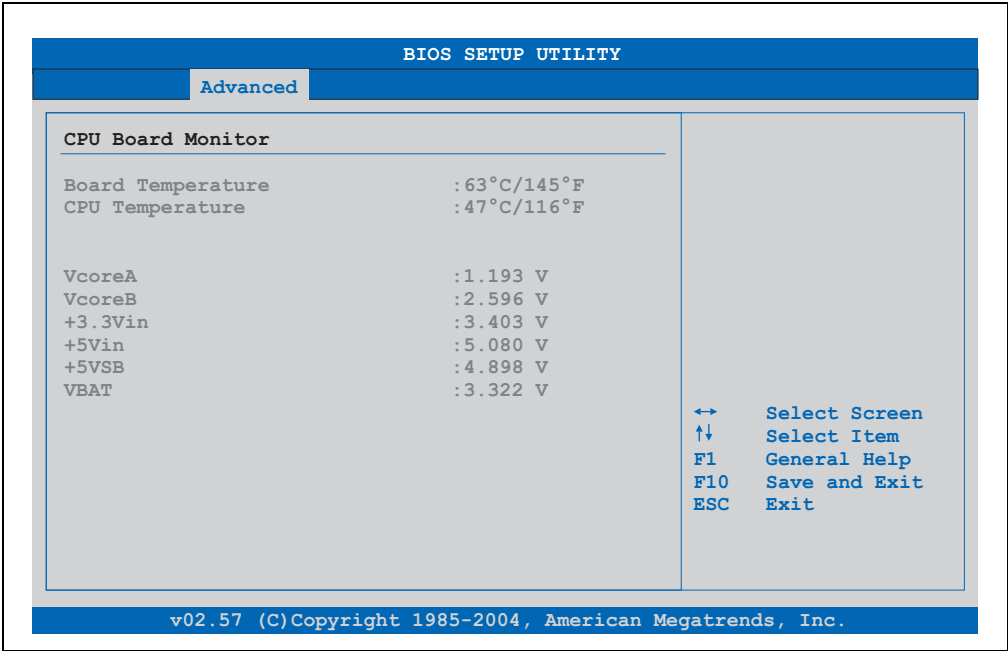 BIOS SETUP UTILITY
Advanced
CPU Board Monitor
Board Temperature :63°C/145°F
CPU Temperature :47°C/116°F
VcoreA :1.193 V
VcoreB :2.596 V
+3.3Vin :3.403 V
+5Vin :5.080 V
+5VSB :4.898 V
VBAT :3.322 V
↔ Select Screen
↑↓ Select Item
F1 General Help
F10 Save and Exit
ESC Exit
v02.57 (C)Copyright 1985-2004, American Megatrends, Inc.